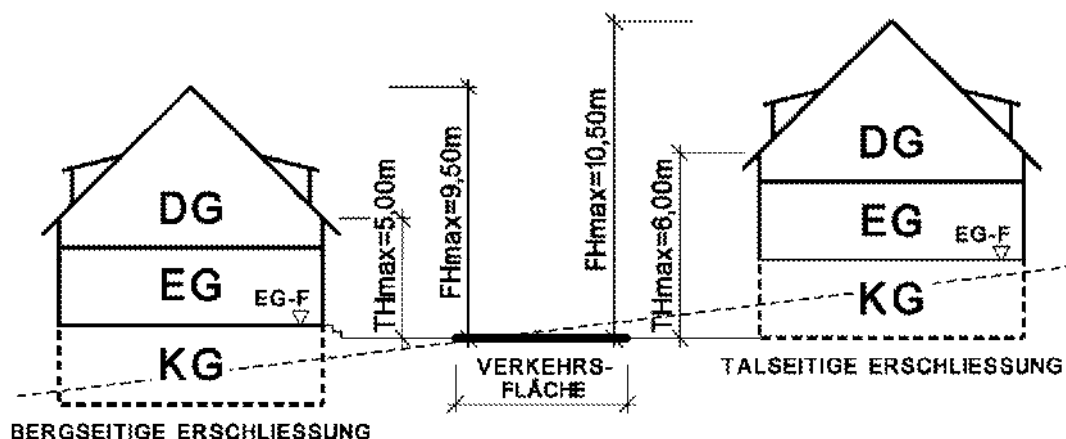 DG
EG
EG-F
KG
BERGSEITIGE ERSCHLIESSUNG
THmax=5,00m
FHmax=9,50m
FHmax=10,50m
THmax=6,00m
VERKEHRS-
FLÄCHE
DG
EG
EG-F
KG
TALSEITIGE ERSCHLIESSUNG